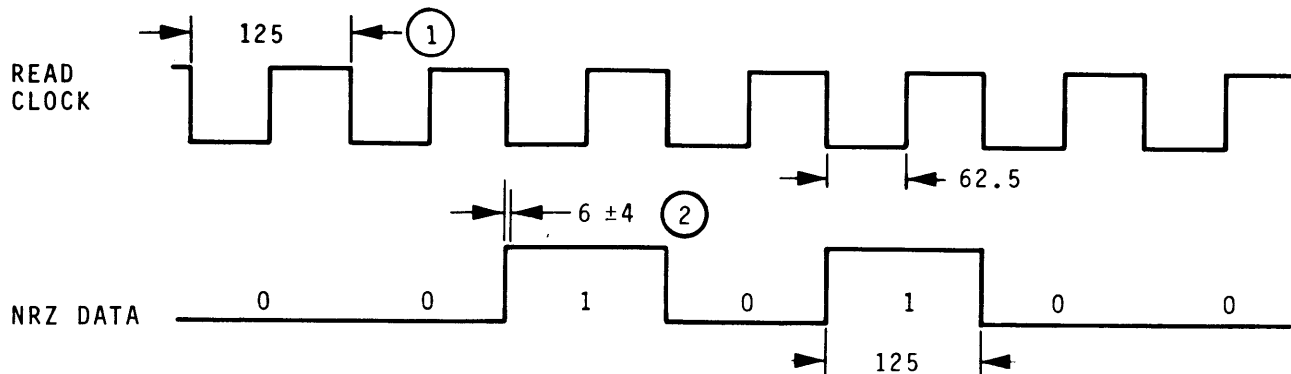 125 1
READ
CLOCK
62.5
6 ±4 2
NRZ DATA 0 0 1 0 1 0 0
125